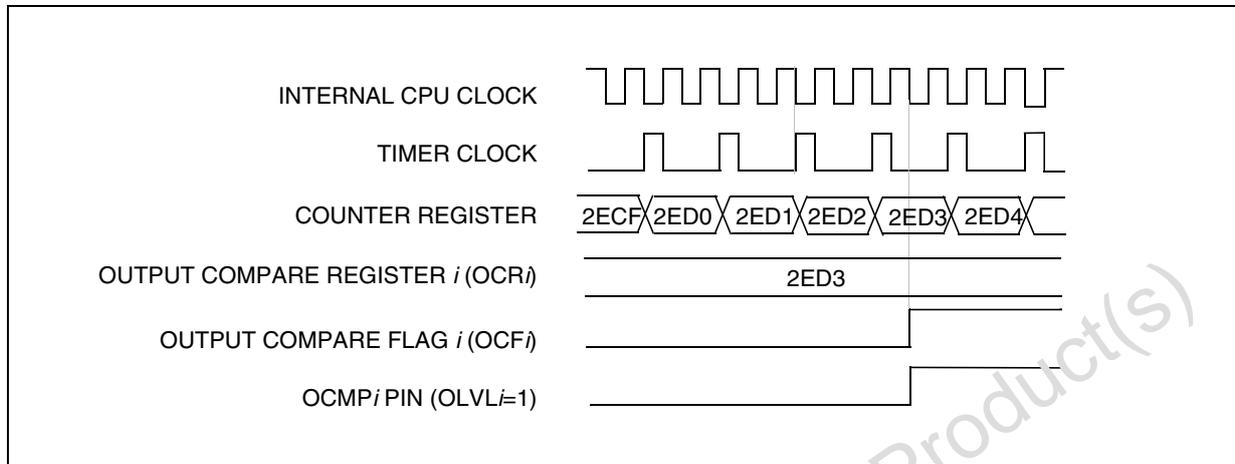 INTERNAL CPU CLOCK
TIMER CLOCK
COUNTER REGISTER 2ECF 2ED0 2ED1 2ED2 2ED3 2ED4
OUTPUT COMPARE REGISTER i (OCRi) 2ED3
OUTPUT COMPARE FLAG i (OCFi)
OCMPi PIN (OLVLi=1)
Product(s)